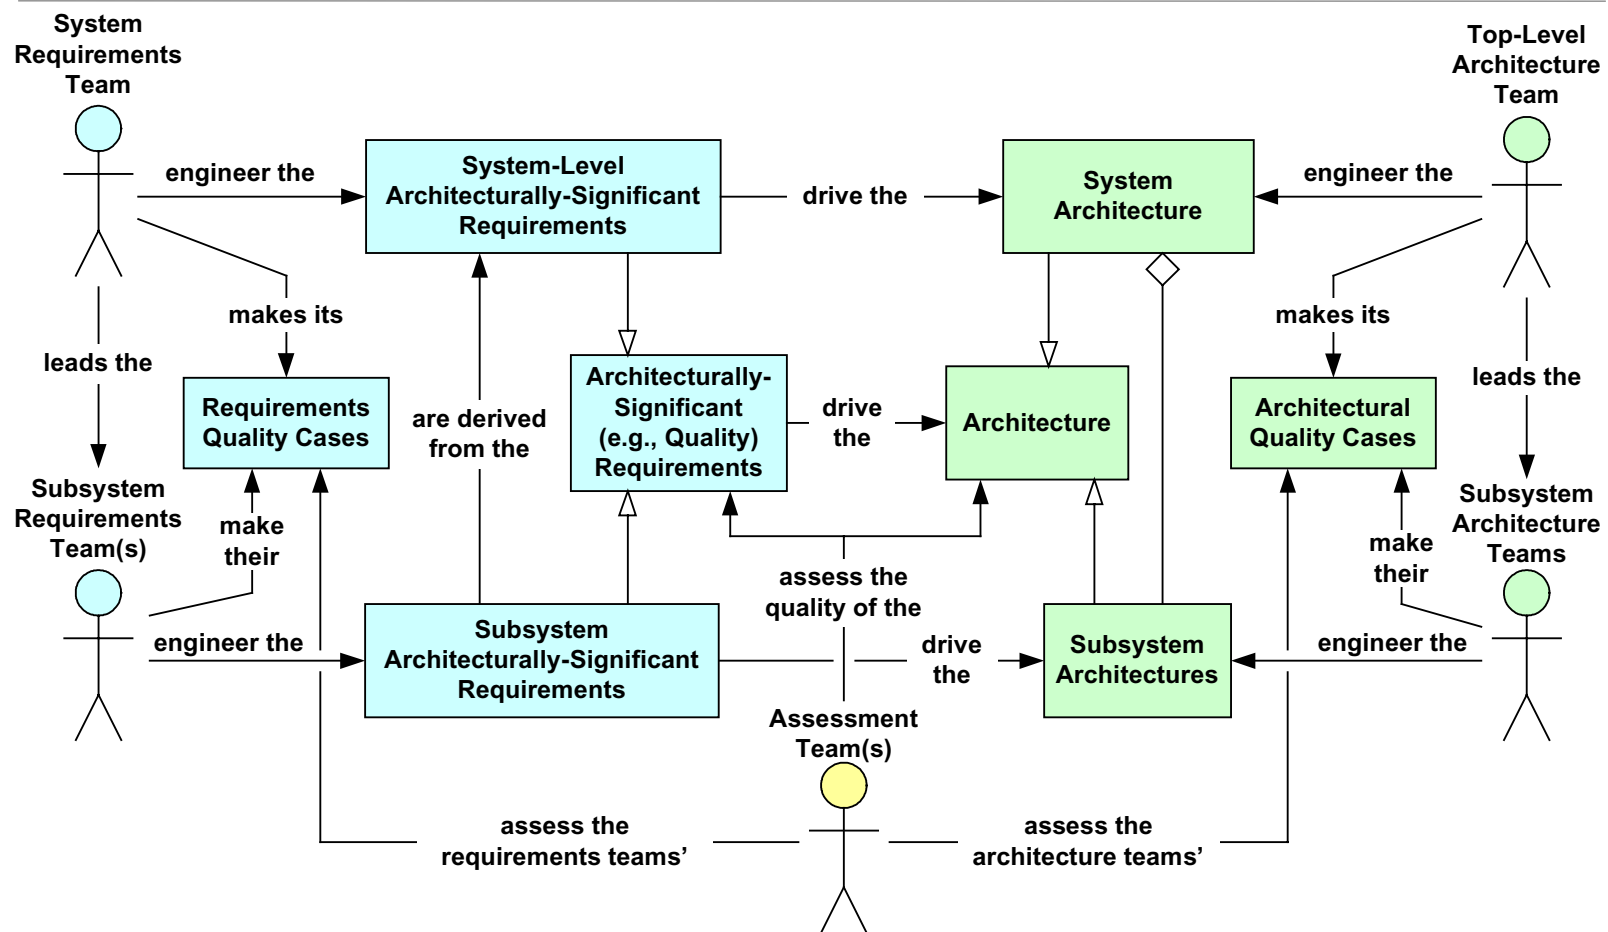 System
Requirements
Team
Top-Level
Architecture
Team
engineer the
System-Level
Architecturally-Significant
Requirements
drive the
System
Architecture
engineer the
makes its
makes its
leads the
leads the
Requirements
Quality Cases
are derived
from the
Architecturally-
Significant
(e.g., Quality)
Requirements
drive
the
Architecture
Architectural
Quality Cases
Subsystem
Requirements
Team(s)
make
their
assess the
quality of the
make
their
Subsystem
Architecture
Teams
engineer the
Subsystem
Architecturally-Significant
Requirements
drive
the
Subsystem
Architectures
engineer the
Assessment
Team(s)
assess the
requirements teams’
assess the
architecture teams’